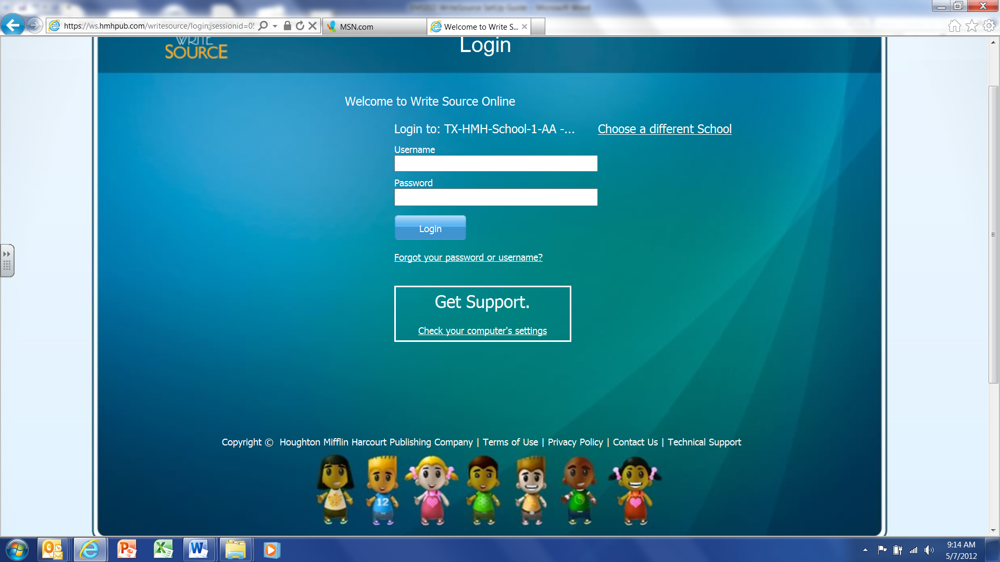 https://ws.hmhpub.com/writesource/login;jsessionid=0
MSN.com
Welcome to Write S...
WRITE
SOURCE
Login
Welcome to Write Source Online
Login to: TX-HMH-School-1-AA -... Choose a different School
Username
Password
Login
Forgot your password or username?
Get Support.
Check your computer's settings
Copyright © Houghton Mifflin Harcourt Publishing Company | Terms of Use | Privacy Policy | Contact Us | Technical Support
12
9:14 AM
5/7/2012